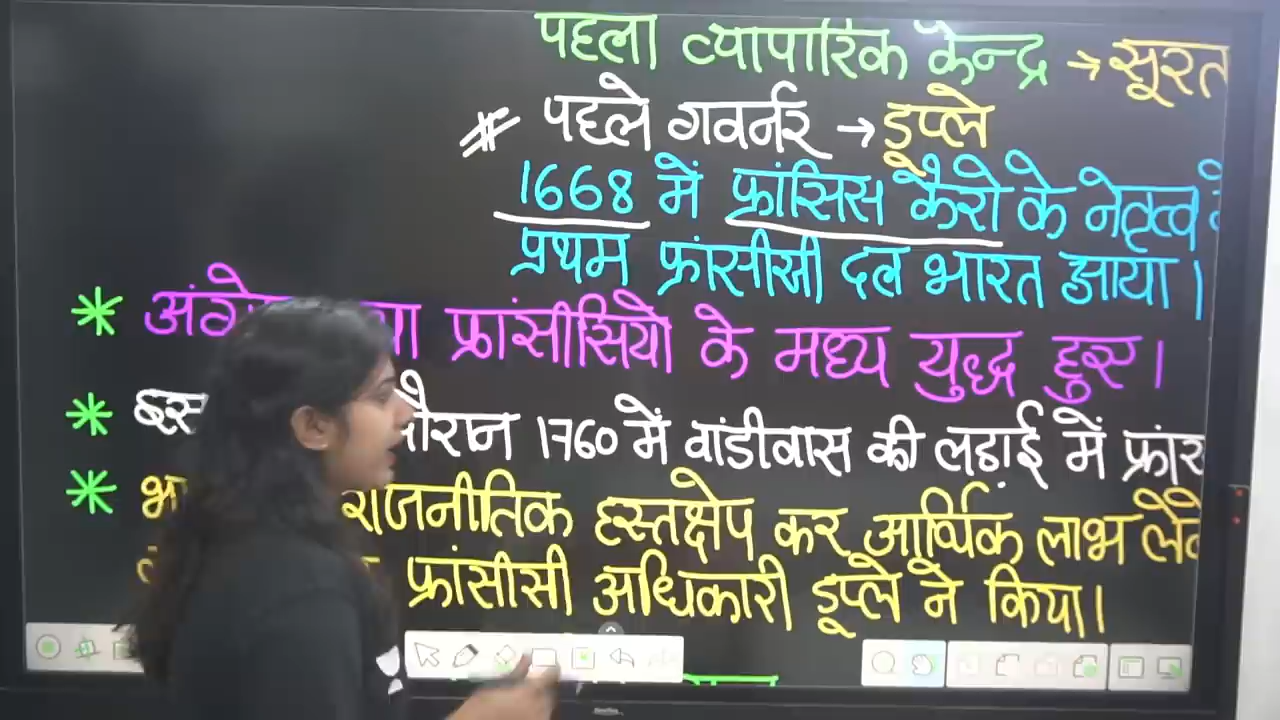 पहला व्यापारिक केन्द्र → सूरत
पहले गवर्नर → डूप्ले
1668 में फ्रांसिस कैरो के नेतृत्व
प्रथम फ्रांसीसी दल भारत आया।
फ्रांसीसियो के मध्य युद्ध हुए।
1760 में वांडीवास की लड़ाई में
राजनीतिक हस्तक्षेप कर आर्थिक लाभ लेने
फ्रांसीसी अधिकारी डूप्ले ने किया।